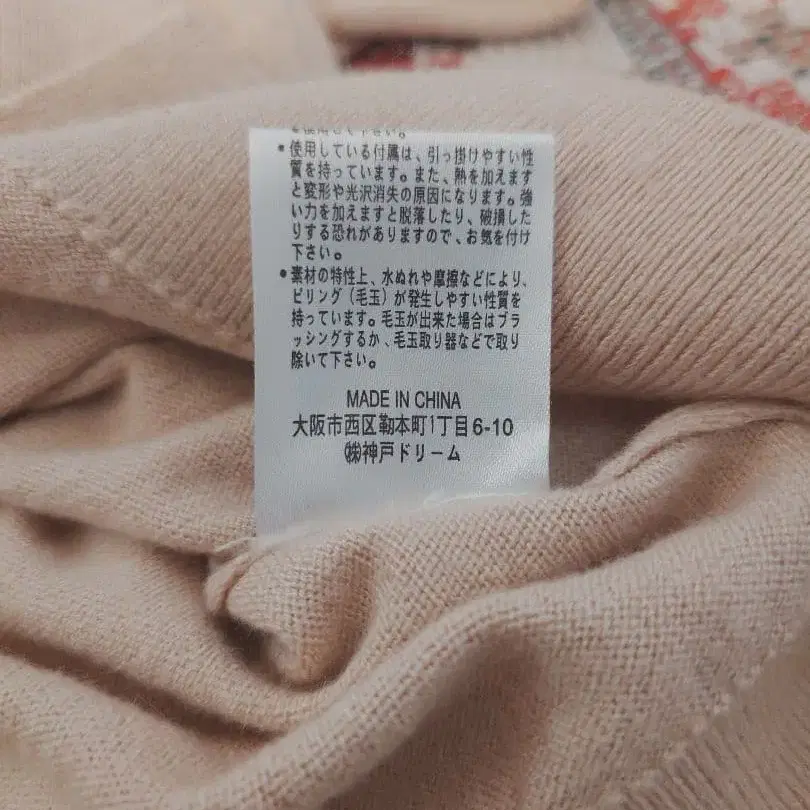 を使用して下さい。
• 使用している付属は、引っ掛けやすい性
質を持っています。また、熱を加えます
と変形や光沢消失の原因になります。強
い力を加えますと脱落したり、破損した
りする恐れがありますので、お気を付け
下さい。
• 素材の特性上、水ぬれや摩擦などにより、
ピリング（毛玉）が発生しやすい性質を
持っています。毛玉が出来た場合はブラ
ッシングするか、毛玉取り器などで取り
除いて下さい。
MADE IN CHINA
大阪市西区靭本町1丁目6-10
㈱神戸ドリーム